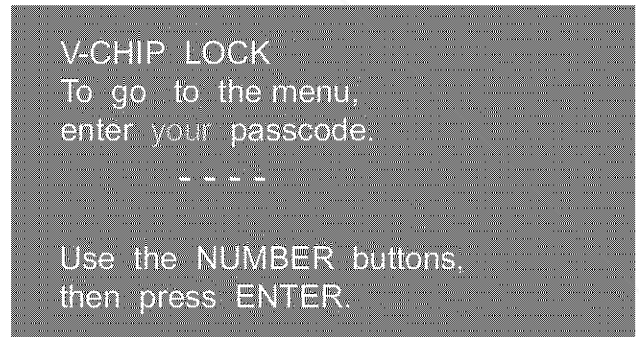 V-CHIP LOCK
To go to the menu,
enter your passcode.
- - - -
Use the NUMBER buttons,
then press ENTER.